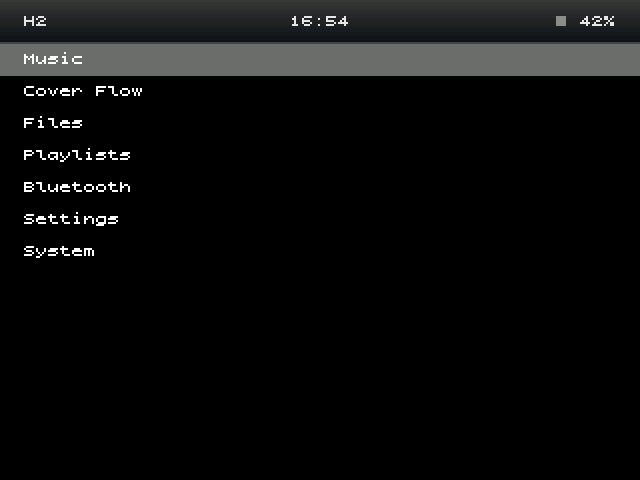 H2 16:54 42%
Music
Cover Flow
Files
Playlists
Bluetooth
Settings
System